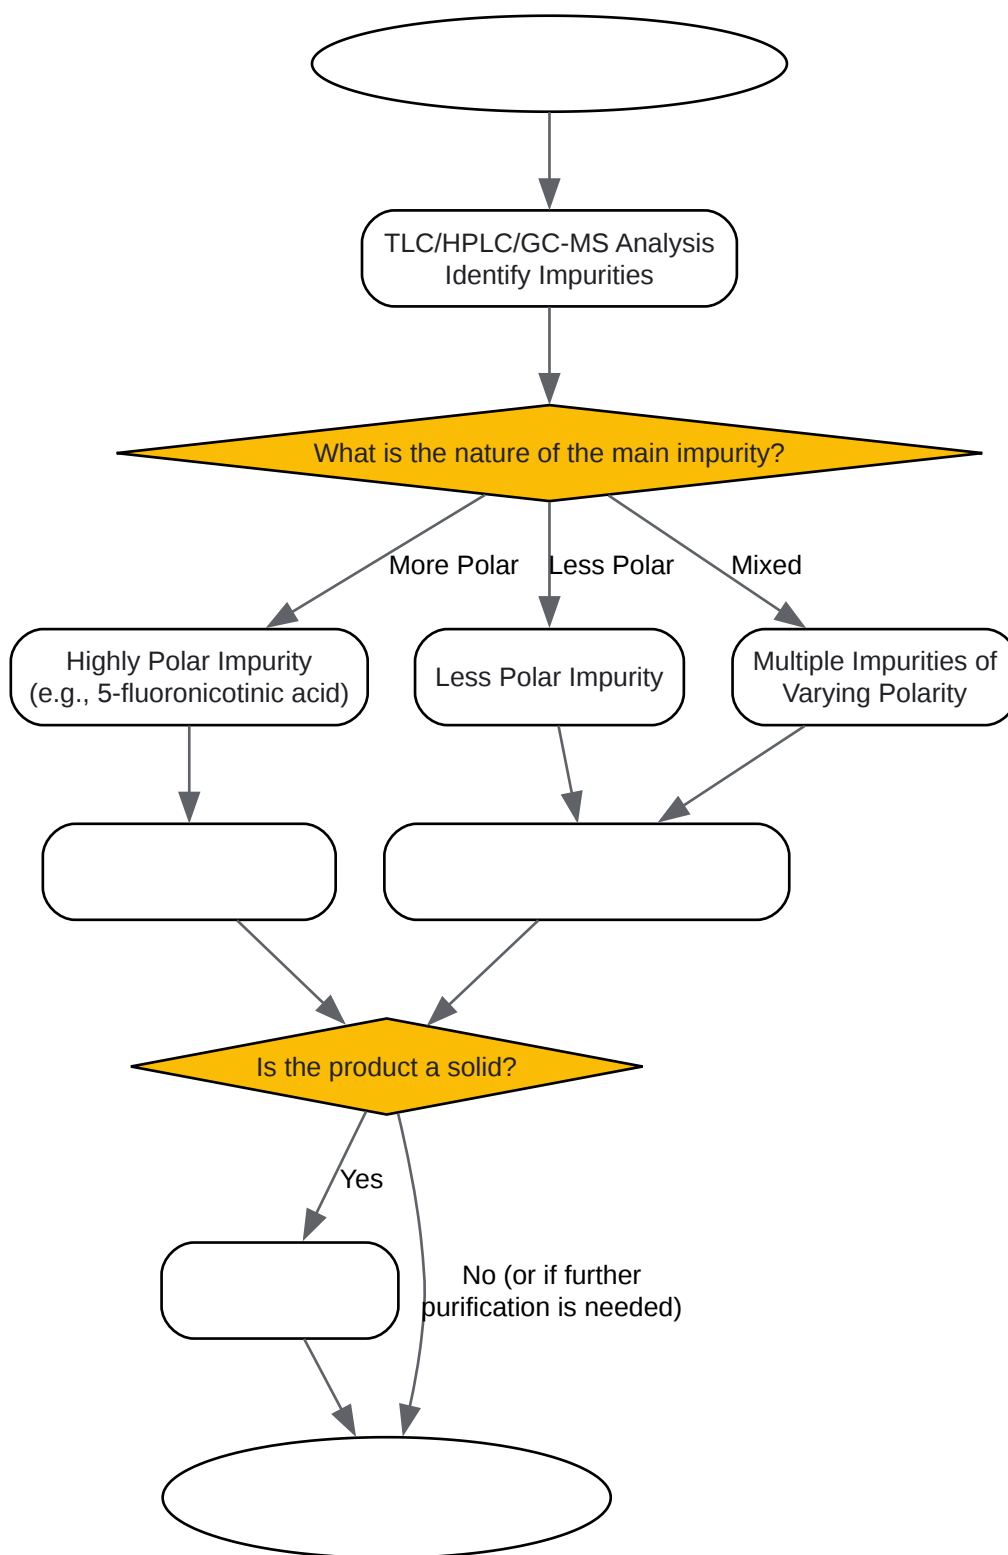 TLC/HPLC/GC-MS Analysis
Identify Impurities
What is the nature of the main impurity?
More Polar
Less Polar
Mixed
Highly Polar Impurity
(e.g., 5-fluoronicotinic acid)
Less Polar Impurity
Multiple Impurities of
Varying Polarity
Is the product a solid?
Yes
No (or if further
purification is needed)